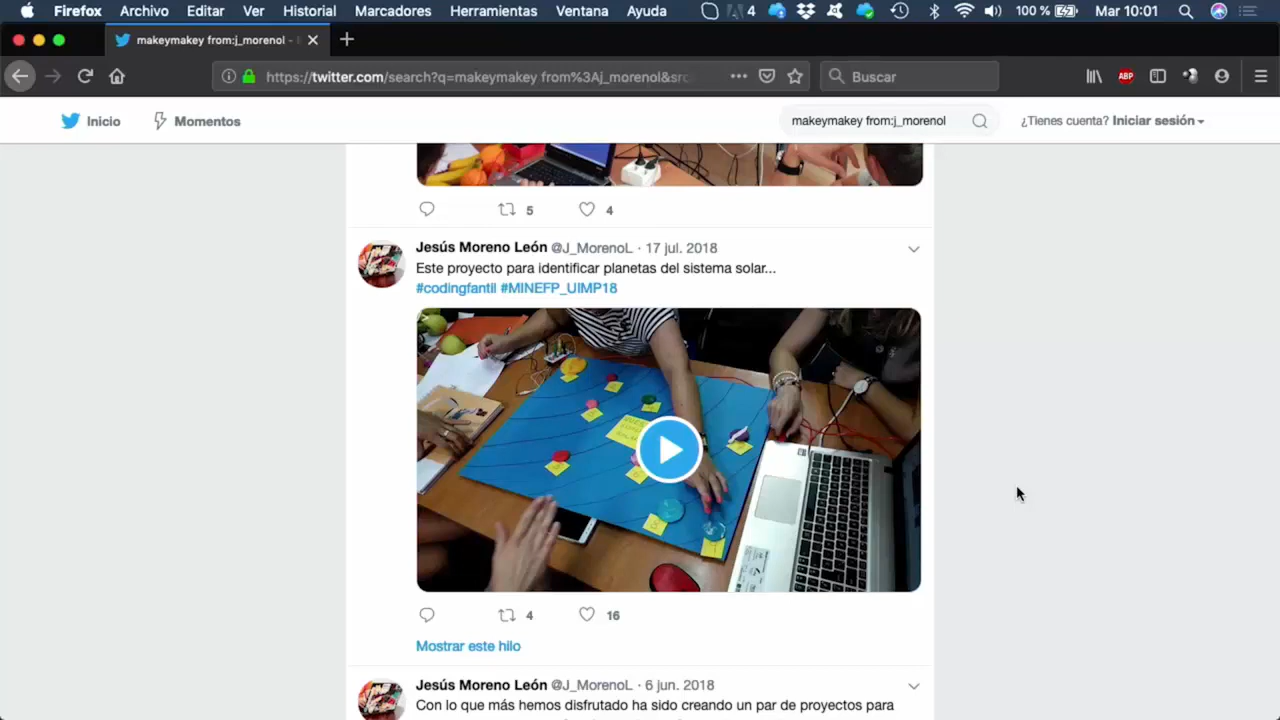 Firefox Archivo Editar Ver Historial Marcadores Herramientas Ventana Ayuda 4 100 % Mar 10:01
makeymakey from:j_morenol -
https://twitter.com/search?q=makeymakey from%3Aj_morenol&src Buscar ABP
Inicio Momentos makeymakey from:j_morenol ¿Tienes cuenta? Iniciar sesión
5 4
Jesús Moreno León @J_MorenoL · 17 jul. 2018
Este proyecto para identificar planetas del sistema solar...
#codingfantil #MINEFP_UIMP18
4 16
Mostrar este hilo
Jesús Moreno León @J_MorenoL · 6 jun. 2018
Con lo que más hemos disfrutado ha sido creando un par de proyectos para